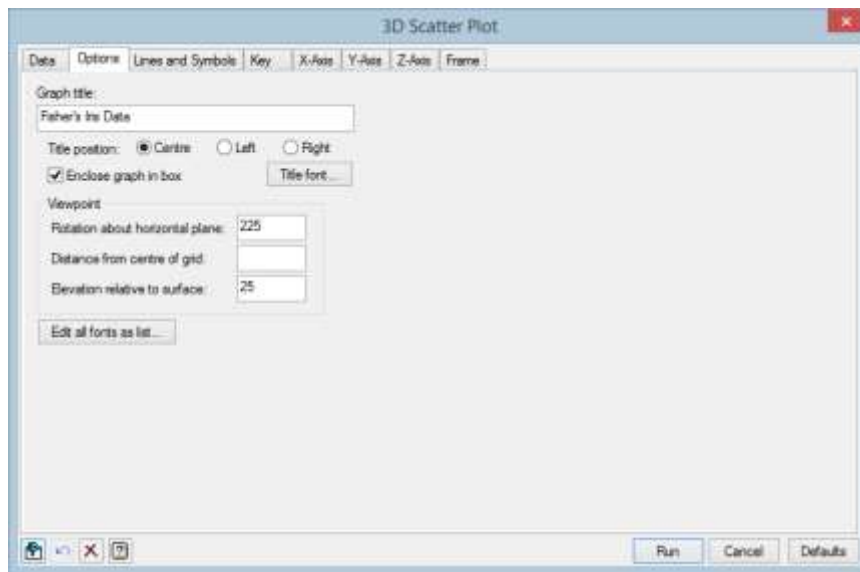 3D Scatter Plot
Data Options Lines and Symbols Key X-Axis Y-Axis Z-Axis Frame
Graph title:
Fisher's Iris Data
Title position: Centre Left Right
Enclose graph in box Title font...
Viewpoint
Rotation about horizontal plane: 225
Distance from centre of grid:
Elevation relative to surface: 25
Edit all fonts as list...
Run Cancel Defaults